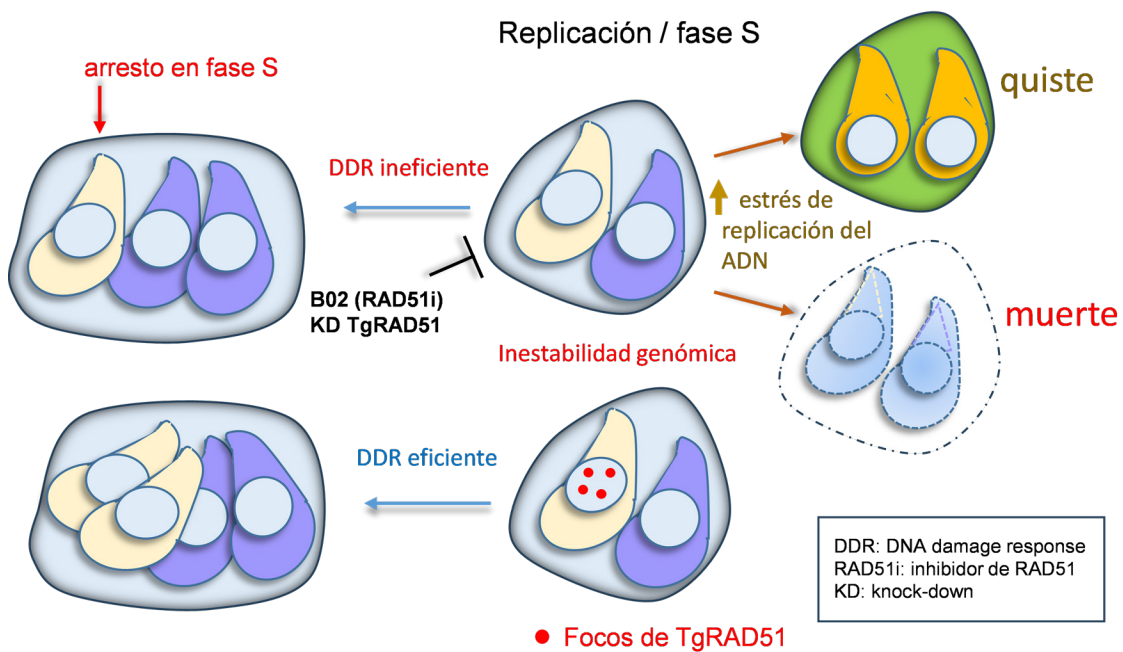 Replicación / fase S
arresto en fase S
quiste
DDR ineficiente
estrés de
replicación del
ADN
B02 (RAD51i)
KD TgRAD51
muerte
Inestabilidad genómica
DDR eficiente
DDR: DNA damage response
RAD51i: inhibidor de RAD51
KD: knock-down
Focos de TgRAD51